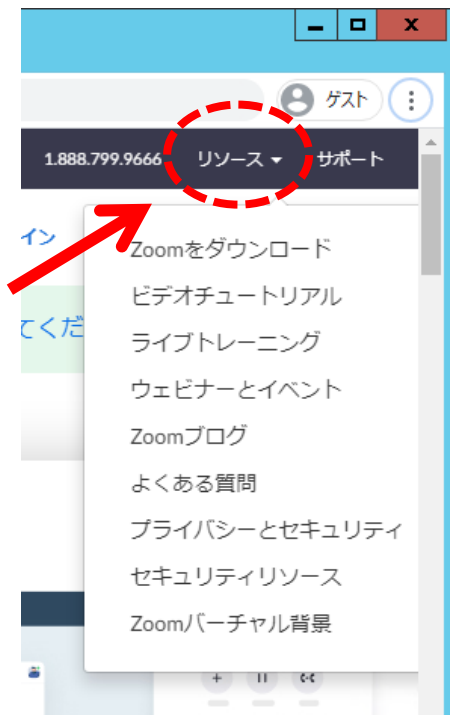 ゲスト
1.888.799.9666 リソース サポート
イン
Zoomをダウンロード
ビデオチュートリアル
てくだ
ライブトレーニング
ウェビナーとイベント
Zoomブログ
よくある質問
プライバシーとセキュリティ
セキュリティリソース
Zoomバーチャル背景